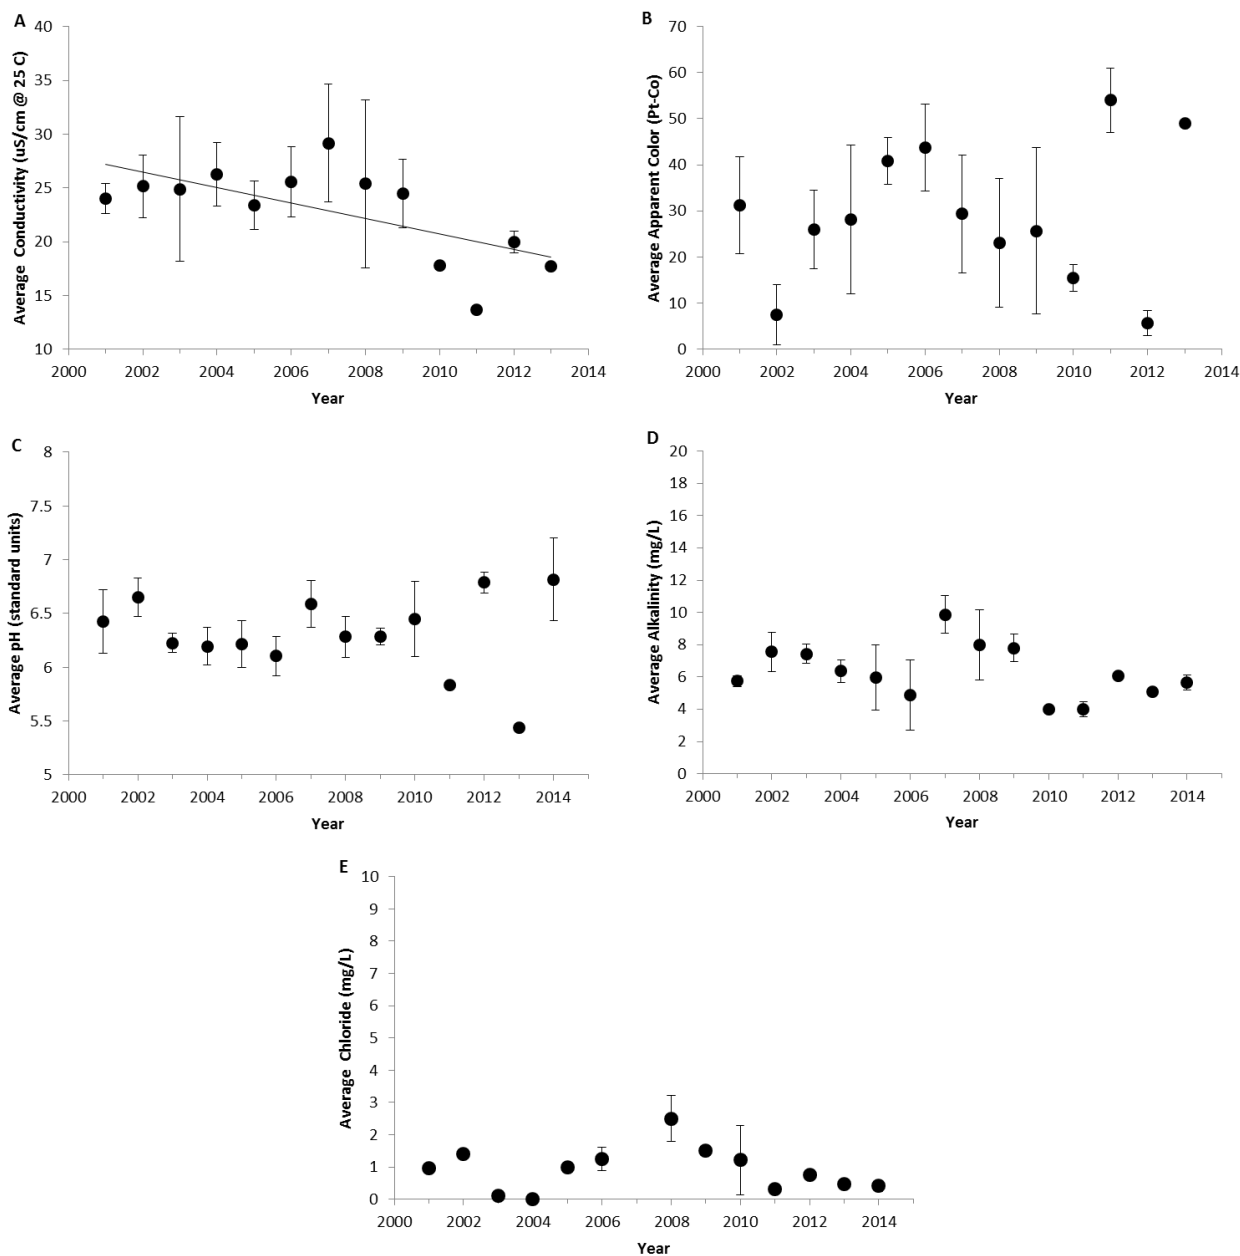 A
Average Conductivity (uS/cm @ 25 C)
40
35
30
25
20
15
10
2000 2002 2004 2006 2008 2010 2012 2014
Year
B
Average Apparent Color (Pt-Co)
70
60
50
40
30
20
10
0
2000 2002 2004 2006 2008 2010 2012 2014
Year
C
Average pH (standard units)
8
7.5
7
6.5
6
5.5
5
2000 2002 2004 2006 2008 2010 2012 2014
Year
D
Average Alkalinity (mg/L)
20
18
16
14
12
10
8
6
4
2
0
2000 2002 2004 2006 2008 2010 2012 2014
Year
E
Average Chloride (mg/L)
10
9
8
7
6
5
4
3
2
1
0
2000 2002 2004 2006 2008 2010 2012 2014
Year